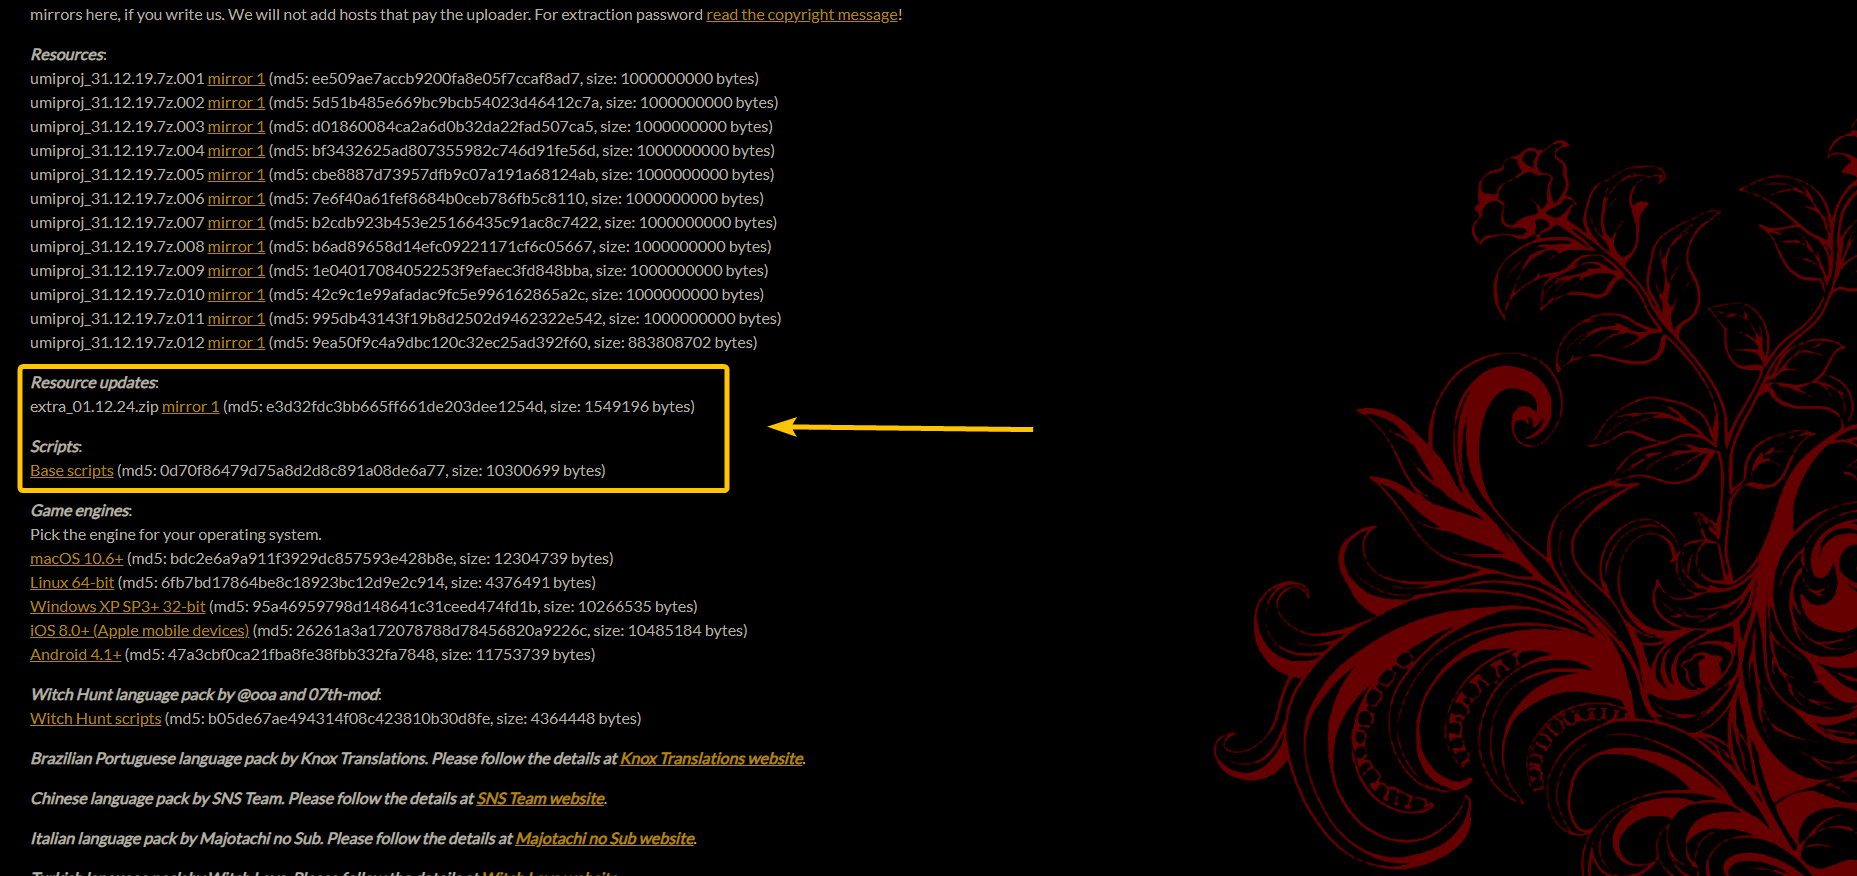 mirrors here, if you write us. We will not add hosts that pay the uploader. For extraction password read the copyright message!
Resources:
umiproj_31.12.19.7z.001 mirror 1 (md5: ee509ae7accb9200fa8e05f7ccaf8ad7, size: 1000000000 bytes)
umiproj_31.12.19.7z.002 mirror 1 (md5: 5d51b485e669bc9bcb54023d46412c7a, size: 1000000000 bytes)
umiproj_31.12.19.7z.003 mirror 1 (md5: d01860084ca2a6d0b32da22fad507ca5, size: 1000000000 bytes)
umiproj_31.12.19.7z.004 mirror 1 (md5: bf3432625ad807355982c746d91fe56d, size: 1000000000 bytes)
umiproj_31.12.19.7z.005 mirror 1 (md5: cbe8887d73957dfb9c07a191a68124ab, size: 1000000000 bytes)
umiproj_31.12.19.7z.006 mirror 1 (md5: 7e6f40a61fef8684b0ceb786fb5c8110, size: 1000000000 bytes)
umiproj_31.12.19.7z.007 mirror 1 (md5: b2cdb923b453e25166435c91ac8c7422, size: 1000000000 bytes)
umiproj_31.12.19.7z.008 mirror 1 (md5: b6ad89658d14efc09221171cf6c05667, size: 1000000000 bytes)
umiproj_31.12.19.7z.009 mirror 1 (md5: 1e04017084052253f9efaec3fd848bba, size: 1000000000 bytes)
umiproj_31.12.19.7z.010 mirror 1 (md5: 42c9c1e99afadac9fc5e996162865a2c, size: 1000000000 bytes)
umiproj_31.12.19.7z.011 mirror 1 (md5: 995db43143f19b8d2502d9462322e542, size: 1000000000 bytes)
umiproj_31.12.19.7z.012 mirror 1 (md5: 9ea50f9c4a9dbc120c32ec25ad392f60, size: 883808702 bytes)
Resource updates:
extra_01.12.24.zip mirror 1 (md5: e3d32fdc3bb665ff661de203dee1254d, size: 1549196 bytes)
Scripts:
Base scripts (md5: 0d70f86479d75a8d2d8c891a08de6a77, size: 10300699 bytes)
Game engines:
Pick the engine for your operating system.
macOS 10.6+ (md5: bdc2e6a9a911f3929dc857593e428b8e, size: 12304739 bytes)
Linux 64-bit (md5: 6fb7bd17864be8c18923bc12d9e2c914, size: 4376491 bytes)
Windows XP SP3+ 32-bit (md5: 95a46959798d148641c31ceed474fd1b, size: 10266535 bytes)
iOS 8.0+ (Apple mobile devices) (md5: 26261a3a172078788d78456820a9226c, size: 10485184 bytes)
Android 4.1+ (md5: 47a3cbf0ca21fba8fe38fbb332fa7848, size: 11753739 bytes)
Witch Hunt language pack by @ooa and 07th-mod:
Witch Hunt scripts (md5: b05de67ae494314f08c423810b30d8fe, size: 4364448 bytes)
Brazilian Portuguese language pack by Knox Translations. Please follow the details at Knox Translations website.
Chinese language pack by SNS Team. Please follow the details at SNS Team website.
Italian language pack by Majotachi no Sub. Please follow the details at Majotachi no Sub website.